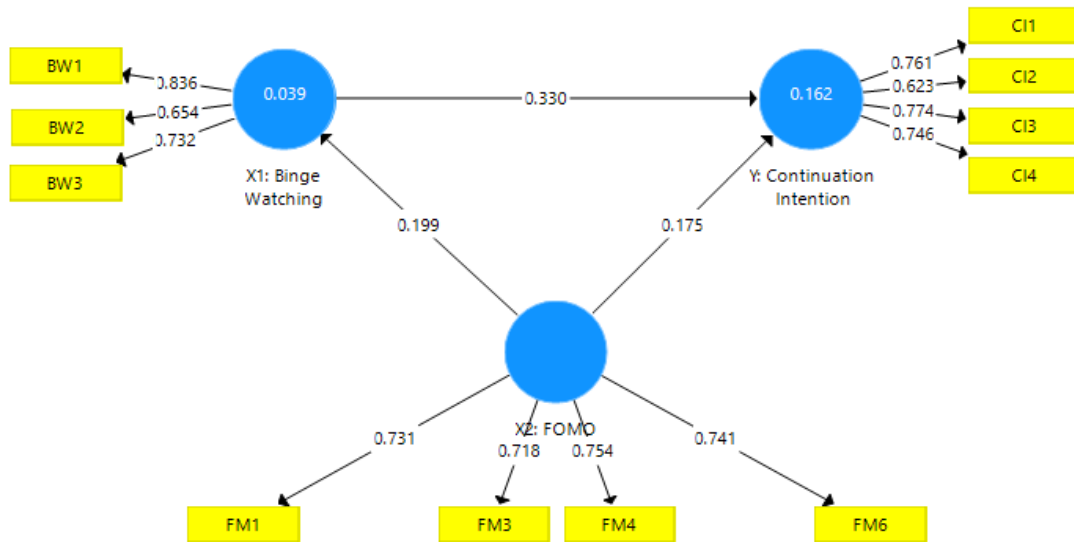 CI1
BW1
0.836
0.761
CI2
0.039
0.330
0.162
0.623
0.654
BW2
0.774
CI3
0.732
0.746
BW3
X1: Binge
Watching
Y: Continuation
Intention
CI4
0.199
0.175
X2: FOMO
0.731
0.718
0.754
0.741
FM1
FM3
FM4
FM6